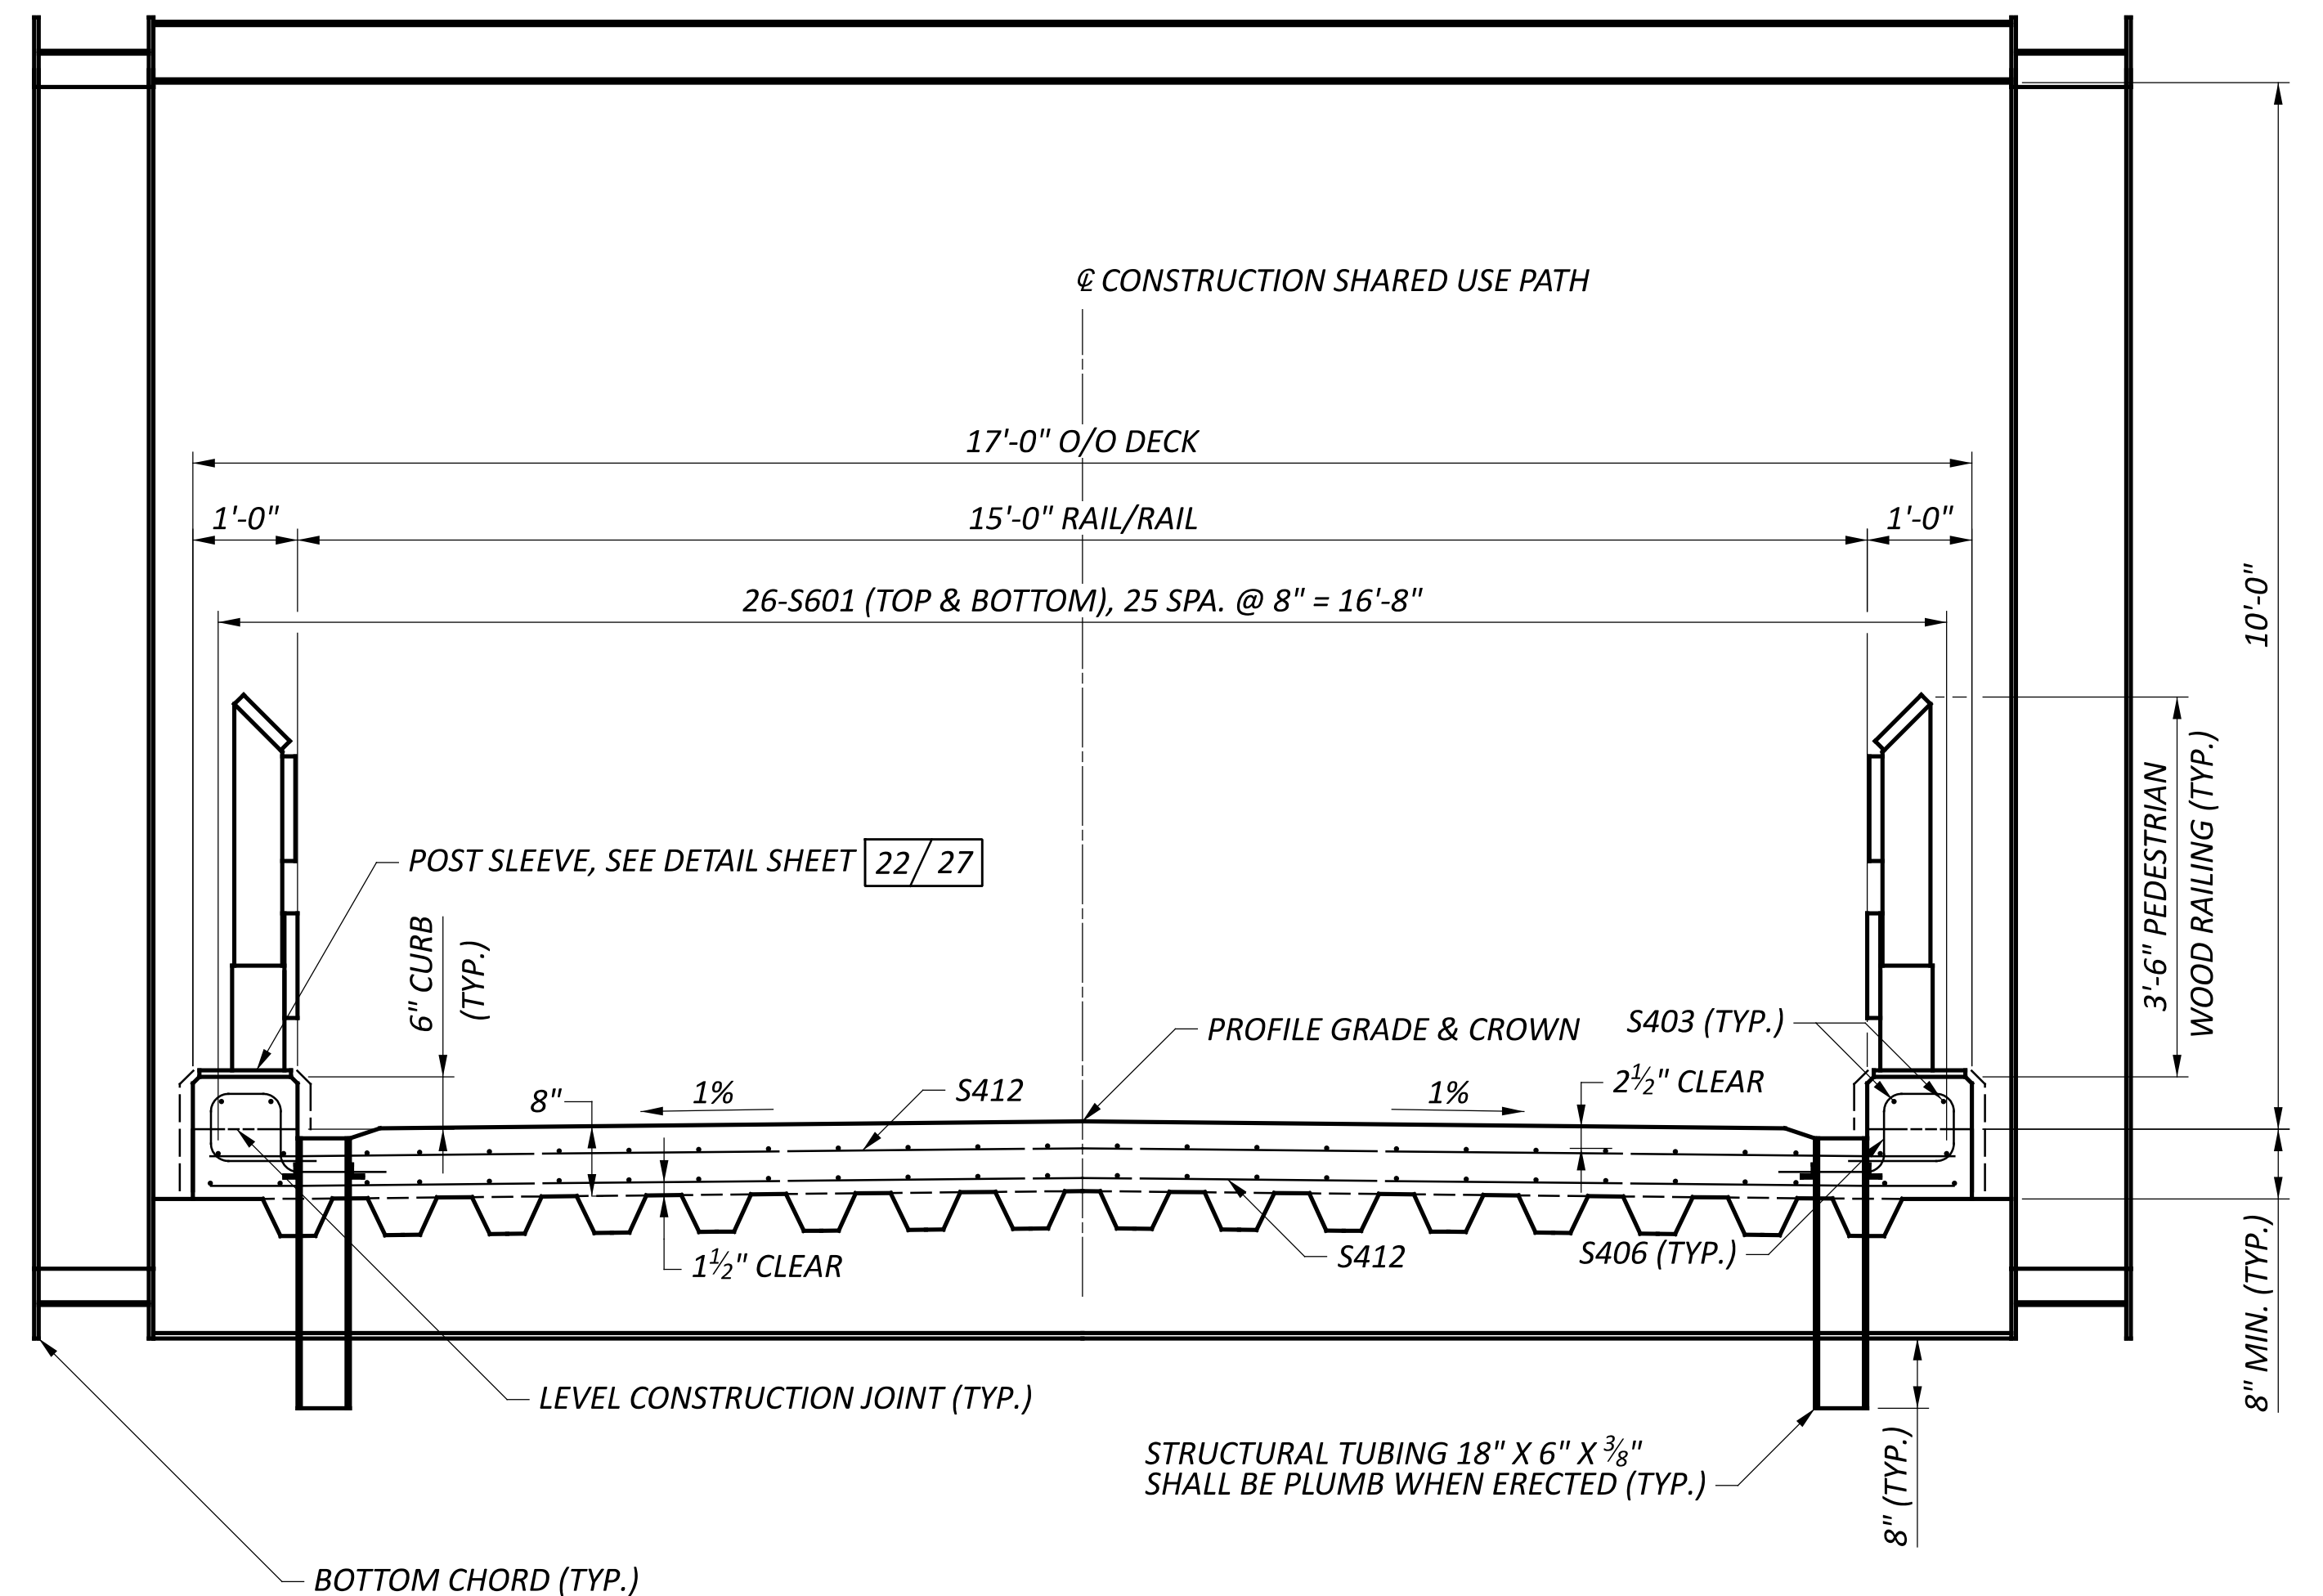 ℄ CONSTRUCTION SHARED USE PATH
17'-0" O/O DECK
1'-0"
15'-0" RAIL/RAIL
1'-0"
26-S601 (TOP & BOTTOM), 25 SPA. @ 8" = 16'-8"
10'-0"
3'-6" PEDESTRIAN
WOOD RAILING (TYP.)
POST SLEEVE, SEE DETAIL SHEET 22/27
6" CURB
(TYP.)
PROFILE GRADE & CROWN
S403 (TYP.)
8"
1%
S412
1%
2½" CLEAR
1½" CLEAR
S412
S406 (TYP.)
8" MIN. (TYP.)
LEVEL CONSTRUCTION JOINT (TYP.)
STRUCTURAL TUBING 18" X 6" X ⅜"
SHALL BE PLUMB WHEN ERECTED (TYP.)
8" (TYP.)
BOTTOM CHORD (TYP.)